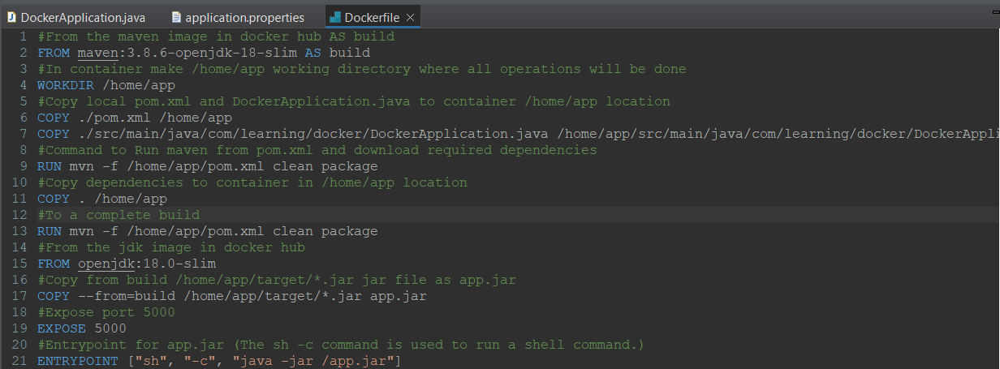 DockerApplication.java application.properties Dockerfile
1 #From the maven image in docker hub AS build
2 FROM maven:3.8.6-openjdk-18-slim AS build
3 #In container make /home/app working directory where all operations will be done
4 WORKDIR /home/app
5 #Copy local pom.xml and DockerApplication.java to container /home/app location
6 COPY ./pom.xml /home/app
7 COPY ./src/main/java/com/learning/docker/DockerApplication.java /home/app/src/main/java/com/learning/docker/DockerAppli
8 #Command to Run maven from pom.xml and download required dependencies
9 RUN mvn -f /home/app/pom.xml clean package
10 #Copy dependencies to container in /home/app location
11 COPY . /home/app
12 #To a complete build
13 RUN mvn -f /home/app/pom.xml clean package
14 #From the jdk image in docker hub
15 FROM openjdk:18.0-slim
16 #Copy from build /home/app/target/*.jar jar file as app.jar
17 COPY --from=build /home/app/target/*.jar app.jar
18 #Expose port 5000
19 EXPOSE 5000
20 #Entrypoint for app.jar (The sh -c command is used to run a shell command.)
21 ENTRYPOINT ["sh", "-c", "java -jar /app.jar"]